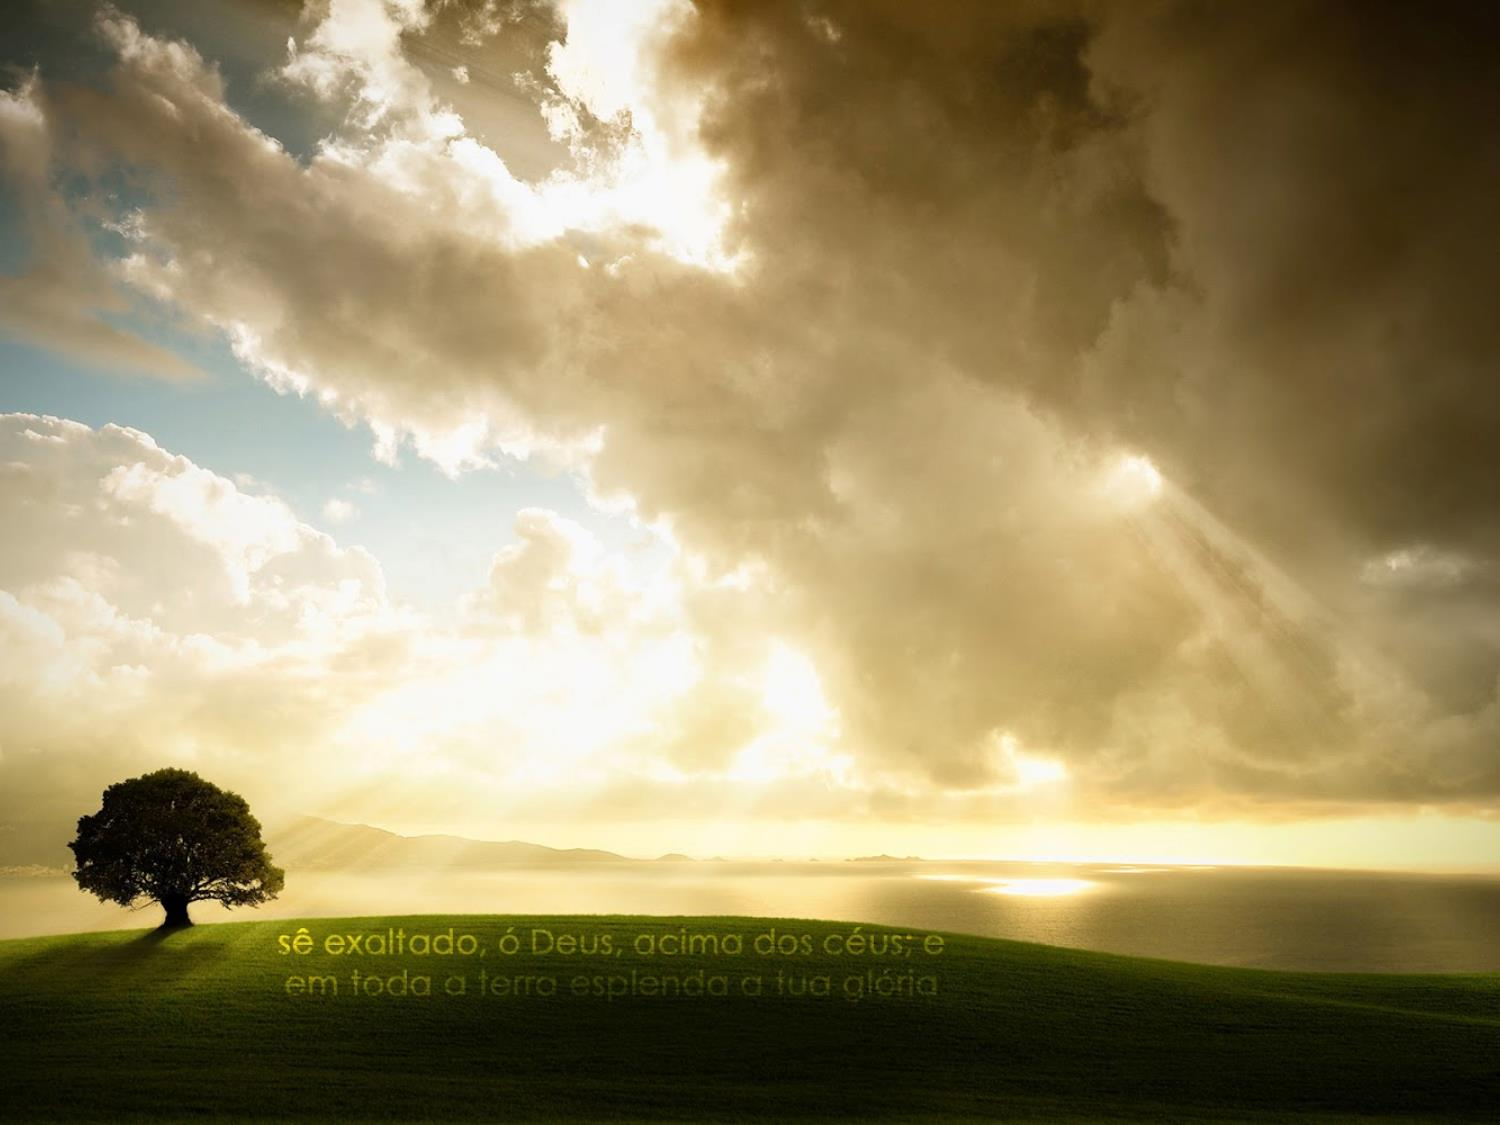 sê exaltado, ó Deus, acima dos céus; e
em toda a terra esplenda a tua glória